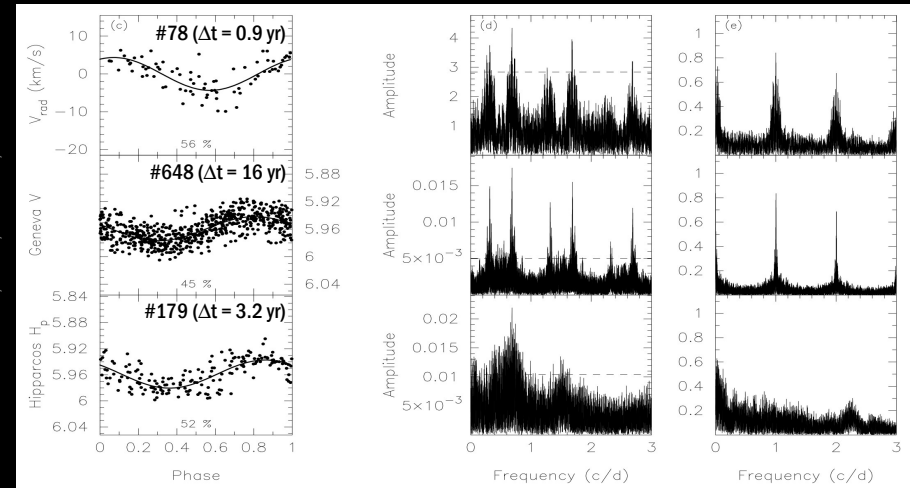 (c)
#78 (Δt = 0.9 yr)
10
0
−10
−20
V_rad (km/s)
56 %
#648 (Δt = 16 yr)
Geneva V
5.88
5.92
5.96
6
6.04
45 %
#179 (Δt = 3.2 yr)
5.84
5.88
5.92
5.96
6
6.04
Hipparcos H_p
52 %
0 0.2 0.4 0.6 0.8 1
Phase
(d)
4
3
2
1
Amplitude
0.015
0.01
5×10⁻³
Amplitude
0.02
0.015
0.01
5×10⁻³
Amplitude
0 1 2 3
Frequency (c/d)
(e)
1
0.8
0.6
0.4
0.2
1
0.8
0.6
0.4
0.2
1
0.8
0.6
0.4
0.2
0 1 2 3
Frequency (c/d)